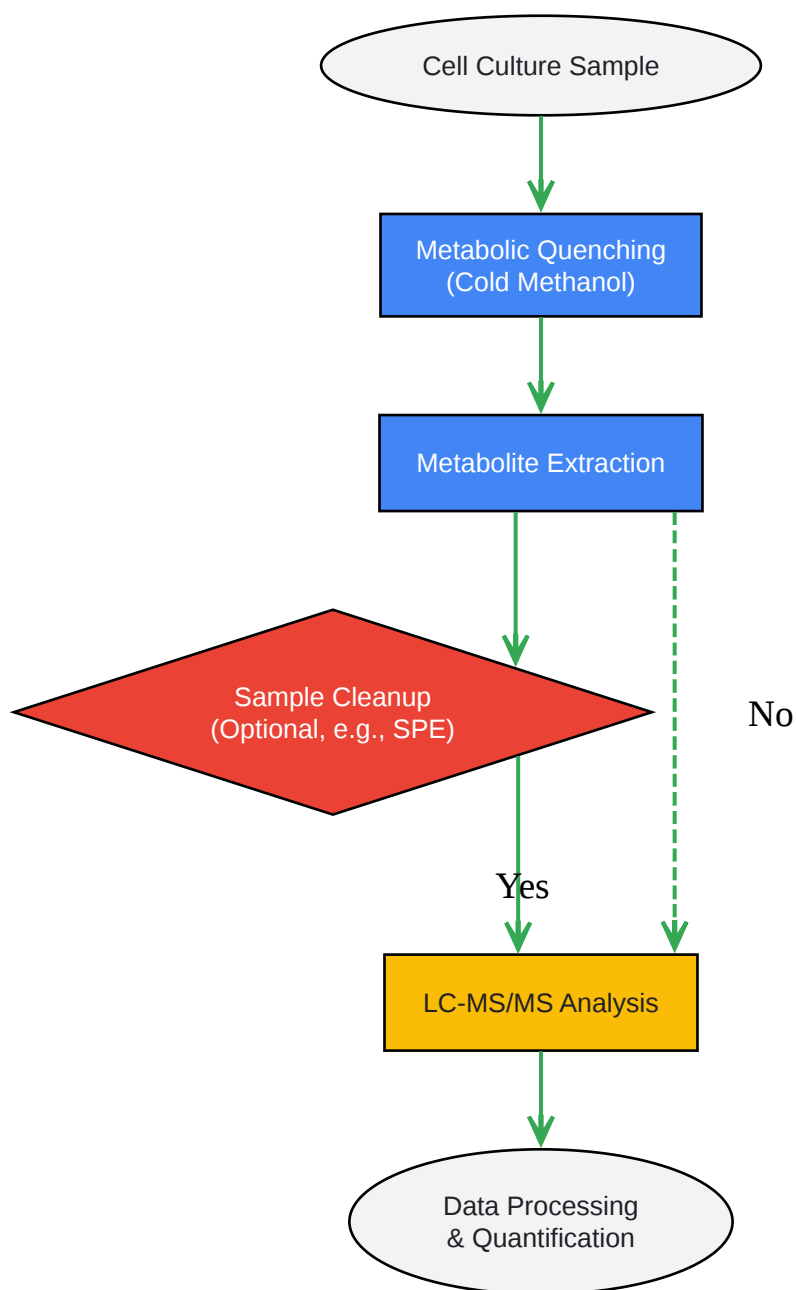 Cell Culture Sample
Metabolic Quenching
(Cold Methanol)
Metabolite Extraction
Sample Cleanup
(Optional, e.g., SPE)
No
Yes
LC-MS/MS Analysis
Data Processing
& Quantification